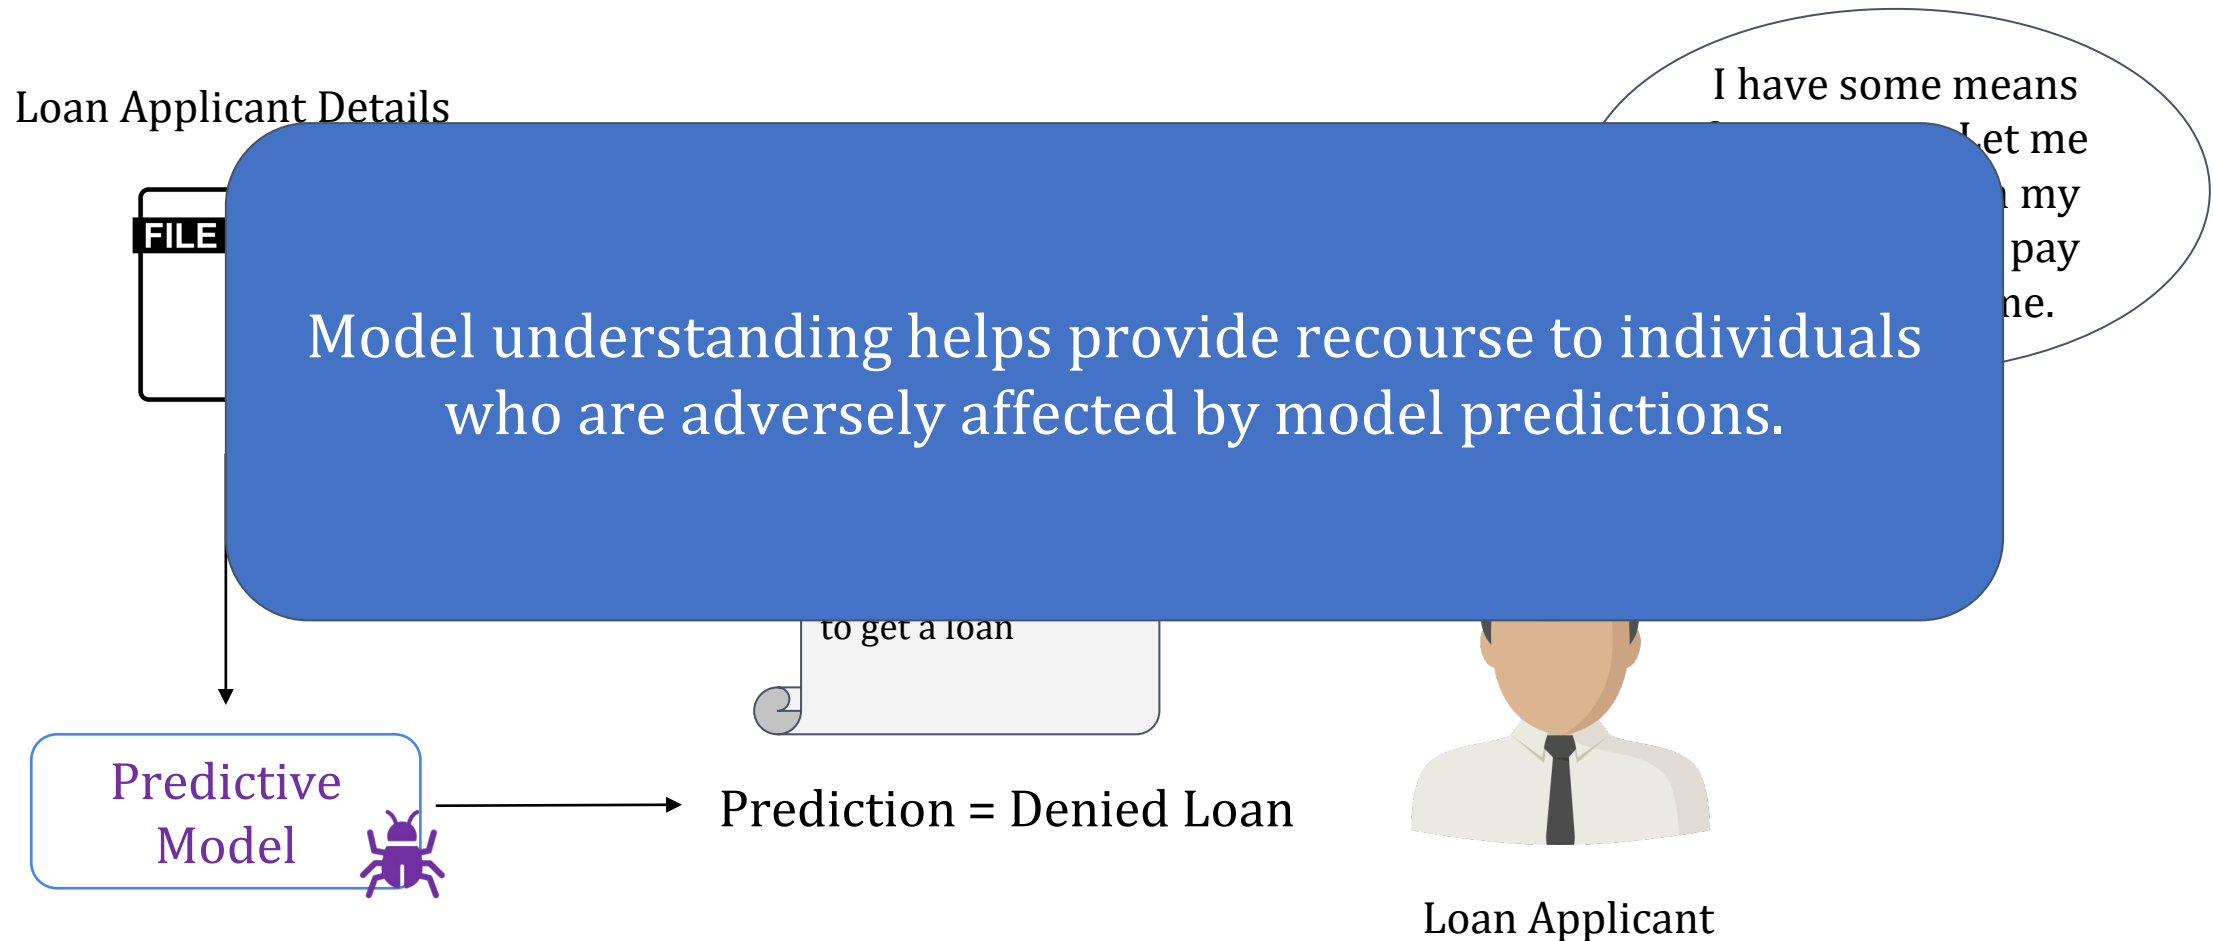 Loan Applicant Details
I have some means
Let me
my
pay
FILE
Model understanding helps provide recourse to individuals
who are adversely affected by model predictions.
to get a loan
Predictive
Model
Prediction = Denied Loan
Loan Applicant